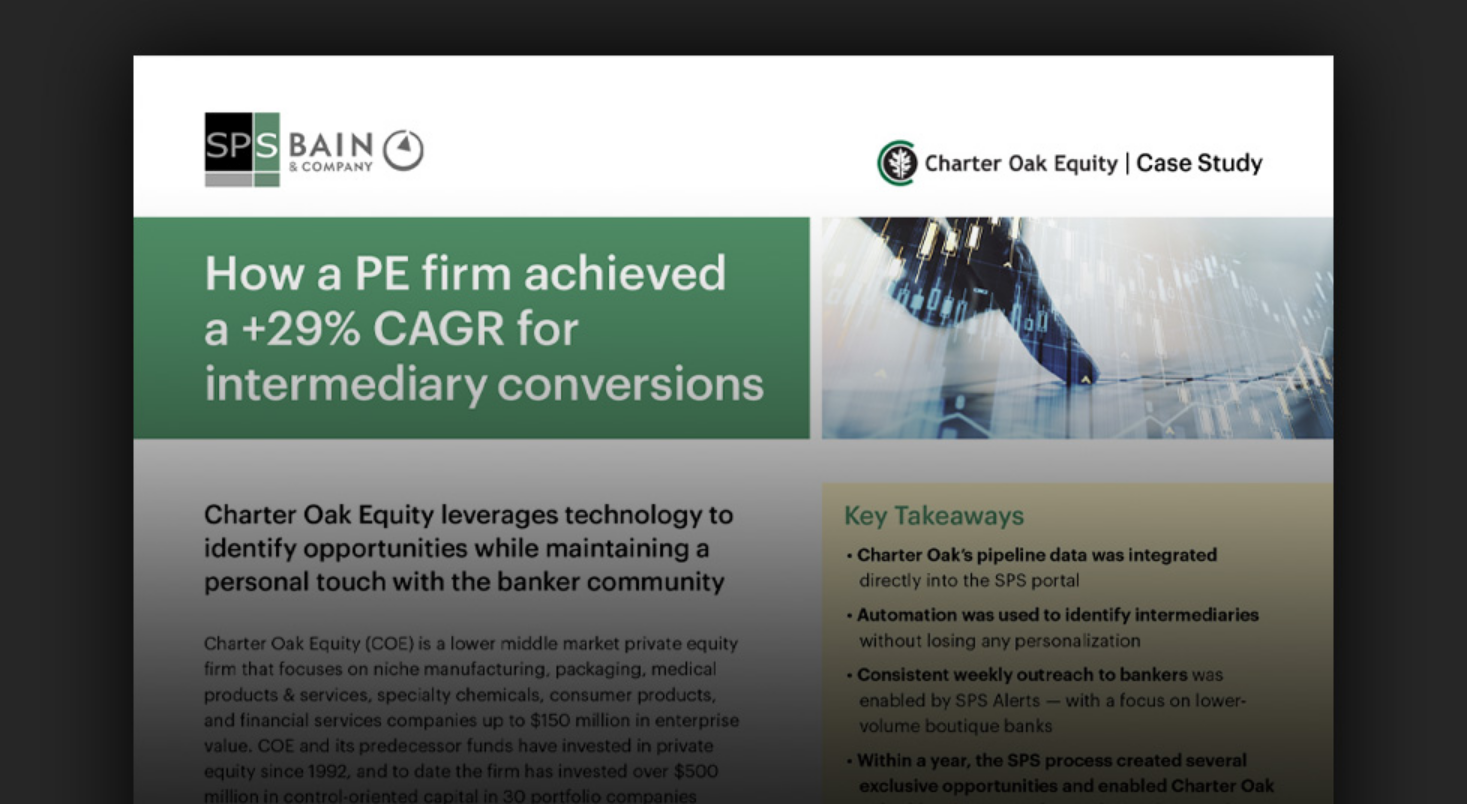 SPS BAIN & COMPANY
Charter Oak Equity | Case Study
How a PE firm achieved
a +29% CAGR for
intermediary conversions
Charter Oak Equity leverages technology to
identify opportunities while maintaining a
personal touch with the banker community
Charter Oak Equity (COE) is a lower middle market private equity
firm that focuses on niche manufacturing, packaging, medical
products & services, specialty chemicals, consumer products,
and financial services companies up to $150 million in enterprise
value. COE and its predecessor funds have invested in private
equity since 1992, and to date the firm has invested over $500
million in control-oriented capital in 30 portfolio companies
Key Takeaways
• Charter Oak's pipeline data was integrated
directly into the SPS portal
• Automation was used to identify intermediaries
without losing any personalization
• Consistent weekly outreach to bankers was
enabled by SPS Alerts — with a focus on lower-
volume boutique banks
• Within a year, the SPS process created several
exclusive opportunities and enabled Charter Oak